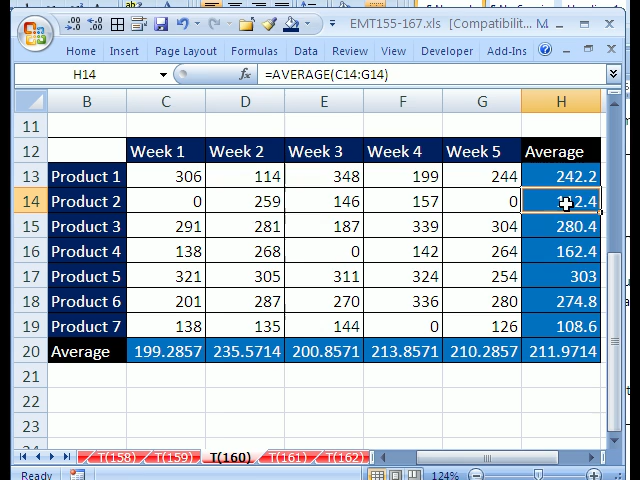 EMT155-167.xls [Compatibilit... M
Home Insert Page Layout Formulas Data Review View Developer Add-Ins
H14 fx =AVERAGE(C14:G14)
B C D E F G H
11
12 Week 1 Week 2 Week 3 Week 4 Week 5 Average
13 Product 1 306 114 348 199 244 242.2
14 Product 2 0 259 146 157 0 2.4
15 Product 3 291 281 187 339 304 280.4
16 Product 4 138 268 0 142 264 162.4
17 Product 5 321 305 311 324 254 303
18 Product 6 201 287 270 336 280 274.8
19 Product 7 138 135 144 0 126 108.6
20 Average 199.2857 235.5714 200.8571 213.8571 210.2857 211.9714
21
22
23
T(158) T(159) T(160) T(161) T(162)
Ready 124%